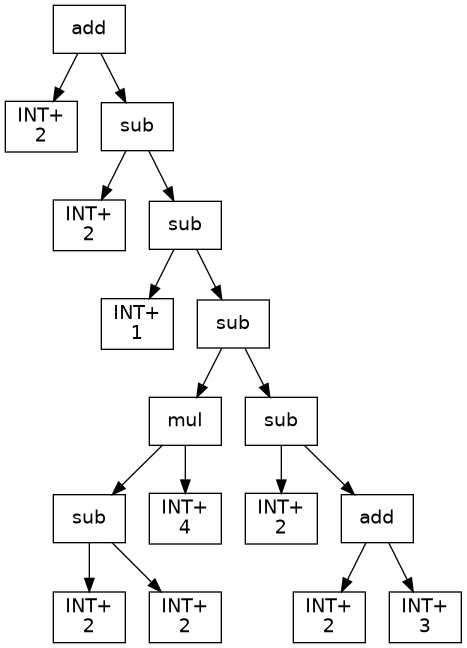 add
INT+
2
sub
INT+
2
sub
INT+
1
sub
mul
sub
sub
INT+
4
INT+
2
add
INT+
2
INT+
2
INT+
2
INT+
3